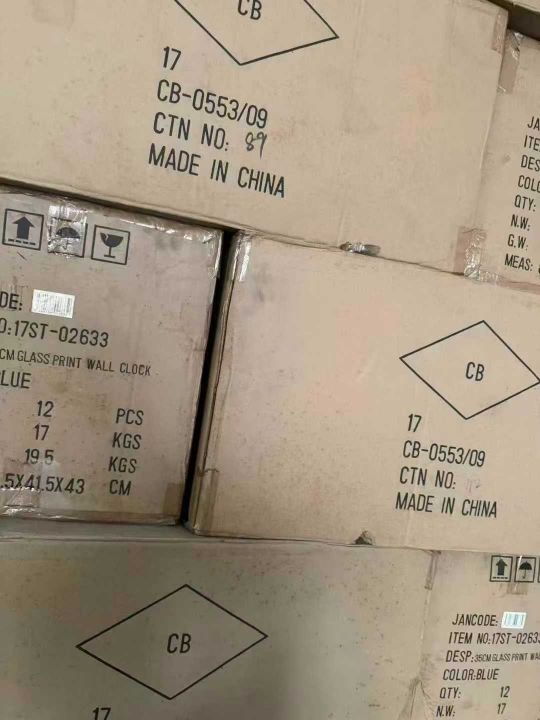 CB
17
CB-0553/09
CTN NO: 89
MADE IN CHINA
JA
ITE
DES
COLO
QTY:
N.W:
G.W.
MEAS:
DE:
O:17ST-02633
CM GLASS PRINT WALL CLOCK
LUE
12 PCS
17 KGS
19.5 KGS
.5X41.5X43 CM
CB
17
CB-0553/09
CTN NO:
MADE IN CHINA
CB
17
JANCODE:
ITEM NO:17ST-0263
DESP:35CM GLASS PRINT WA
COLOR:BLUE
QTY: 12
N.W: 17